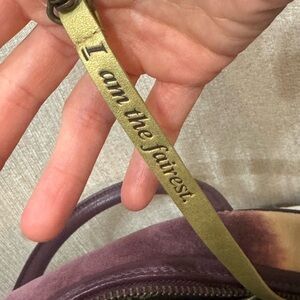 I am the fairest.